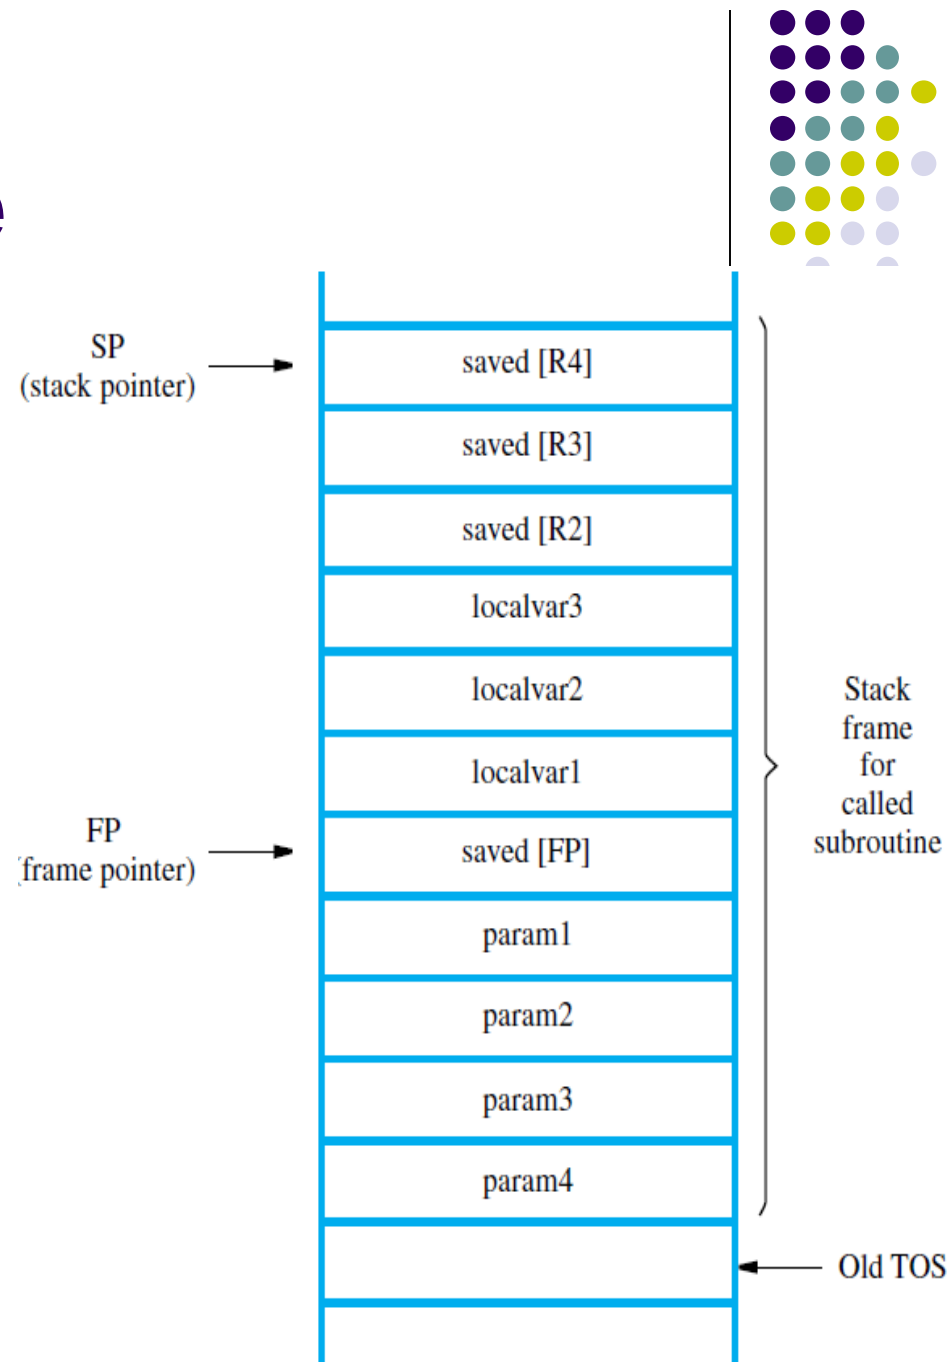 SP
(stack pointer)
saved [R4]
saved [R3]
saved [R2]
localvar3
localvar2
localvar1
FP
(frame pointer)
saved [FP]
param1
param2
param3
param4
Stack
frame
for
called
subroutine
Old TOS